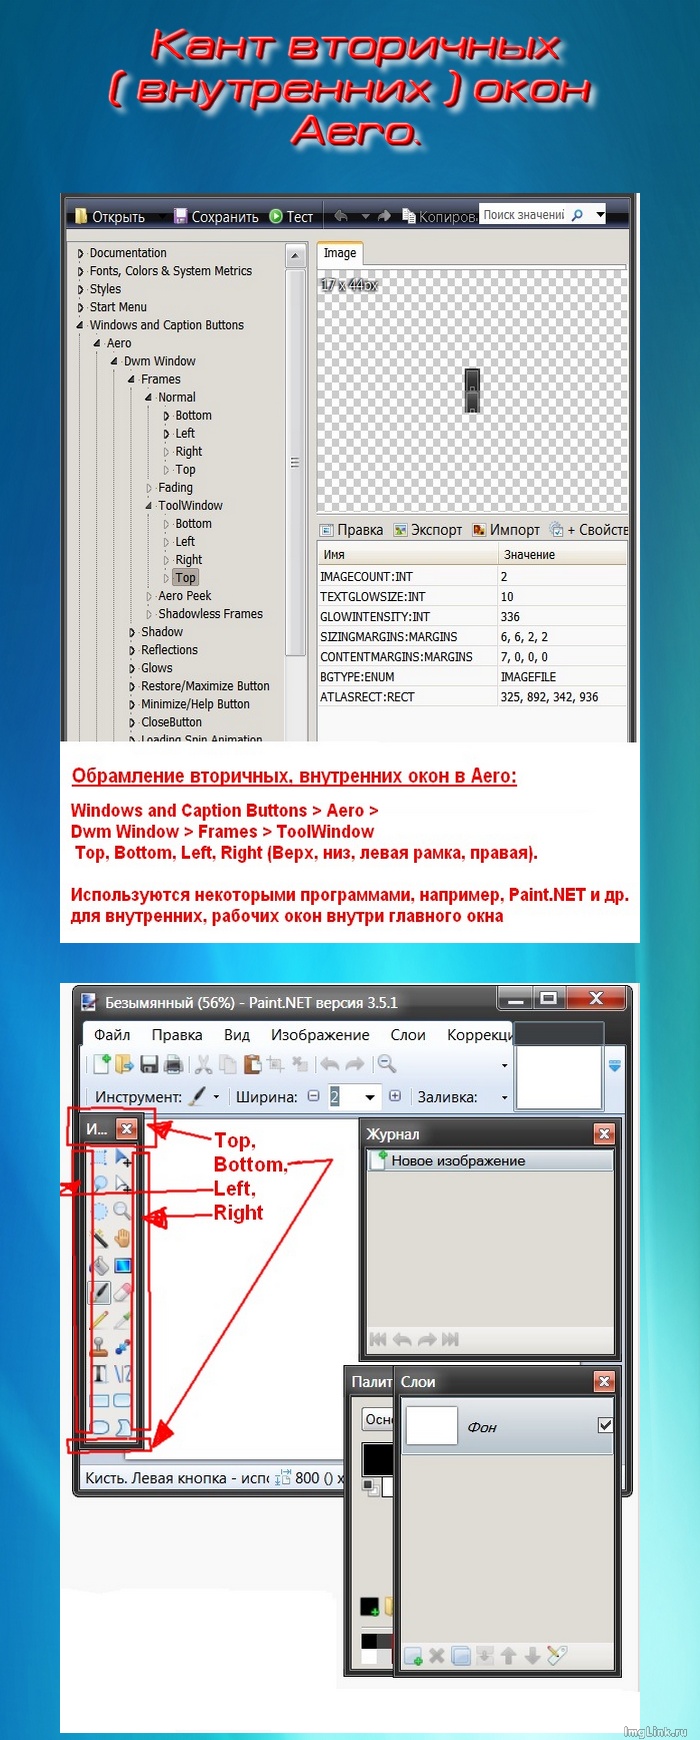 Кант вторичных
( внутренних ) окон
Aero.
Открыть Сохранить Тест Копиров Поиск значений
Documentation
Fonts, Colors & System Metrics
Styles
Start Menu
Windows and Caption Buttons
Aero
Dwm Window
Frames
Normal
Bottom
Left
Right
Top
Fading
ToolWindow
Bottom
Left
Right
Top
Aero Peek
Shadowless Frames
Shadow
Reflections
Glows
Restore/Maximize Button
Minimize/Help Button
CloseButton
Loading Spin Animation
Image
17 x 44px
Правка Экспорт Импорт + Свойств
Имя Значение
IMAGECOUNT:INT 2
TEXTGLOWSIZE:INT 10
GLOWINTENSITY:INT 336
SIZINGMARGINS:MARGINS 6, 6, 2, 2
CONTENTMARGINS:MARGINS 7, 0, 0, 0
BGTYPE:ENUM IMAGEFILE
ATLASRECT:RECT 325, 892, 342, 936
Обрамление вторичных, внутренних окон в Aero:
Windows and Caption Buttons > Aero >
Dwm Window > Frames > ToolWindow
Top, Bottom, Left, Right (Верх, низ, левая рамка, правая).
Используются некоторыми программами, например, Paint.NET и др.
для внутренних, рабочих окон внутри главного окна
Безымянный (56%) - Paint.NET версия 3.5.1
Файл Правка Вид Изображение Слои Коррекци
Инструмент: Ширина: 2 Заливка:
И...
Top,
Bottom,
Left,
Right
Журнал
Новое изображение
Палит
Осно
Слои
Фон
Кисть. Левая кнопка - испо 800 () x
ImgLink.ru